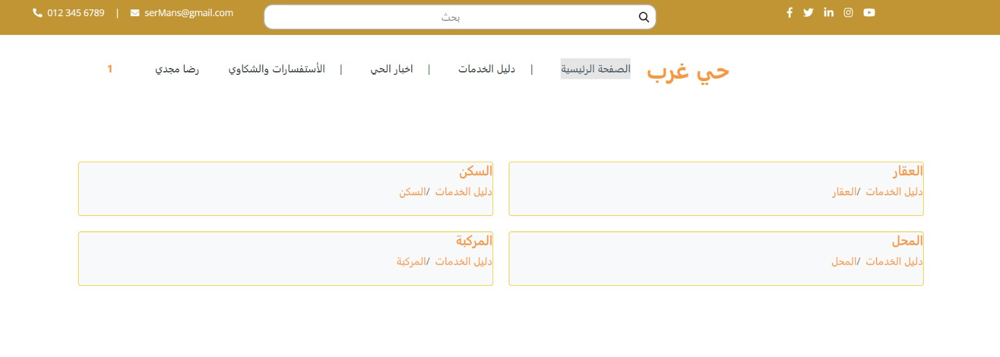 012 345 6789 | serMans@gmail.com
بحث
حي غرب
الصفحة الرئيسية | دليل الخدمات | اخبار الحي | الأستفسارات والشكاوي رضا مجدي 1
العقار
دليل الخدمات /العقار
السكن
دليل الخدمات /السكن
المحل
دليل الخدمات /المحل
المركبة
دليل الخدمات /المركبة